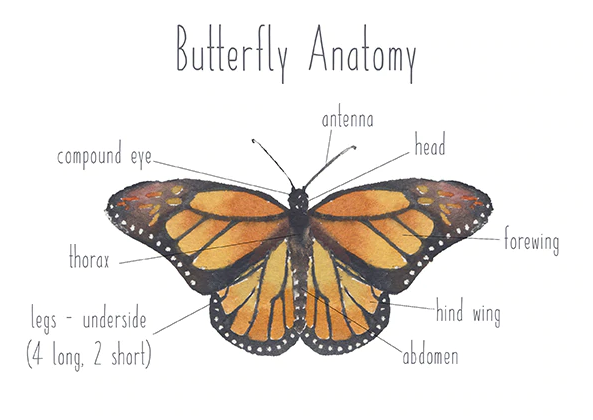 Butterfly Anatomy
antenna
compound eye
head
thorax
forewing
legs - underside
(4 long, 2 short)
hind wing
abdomen